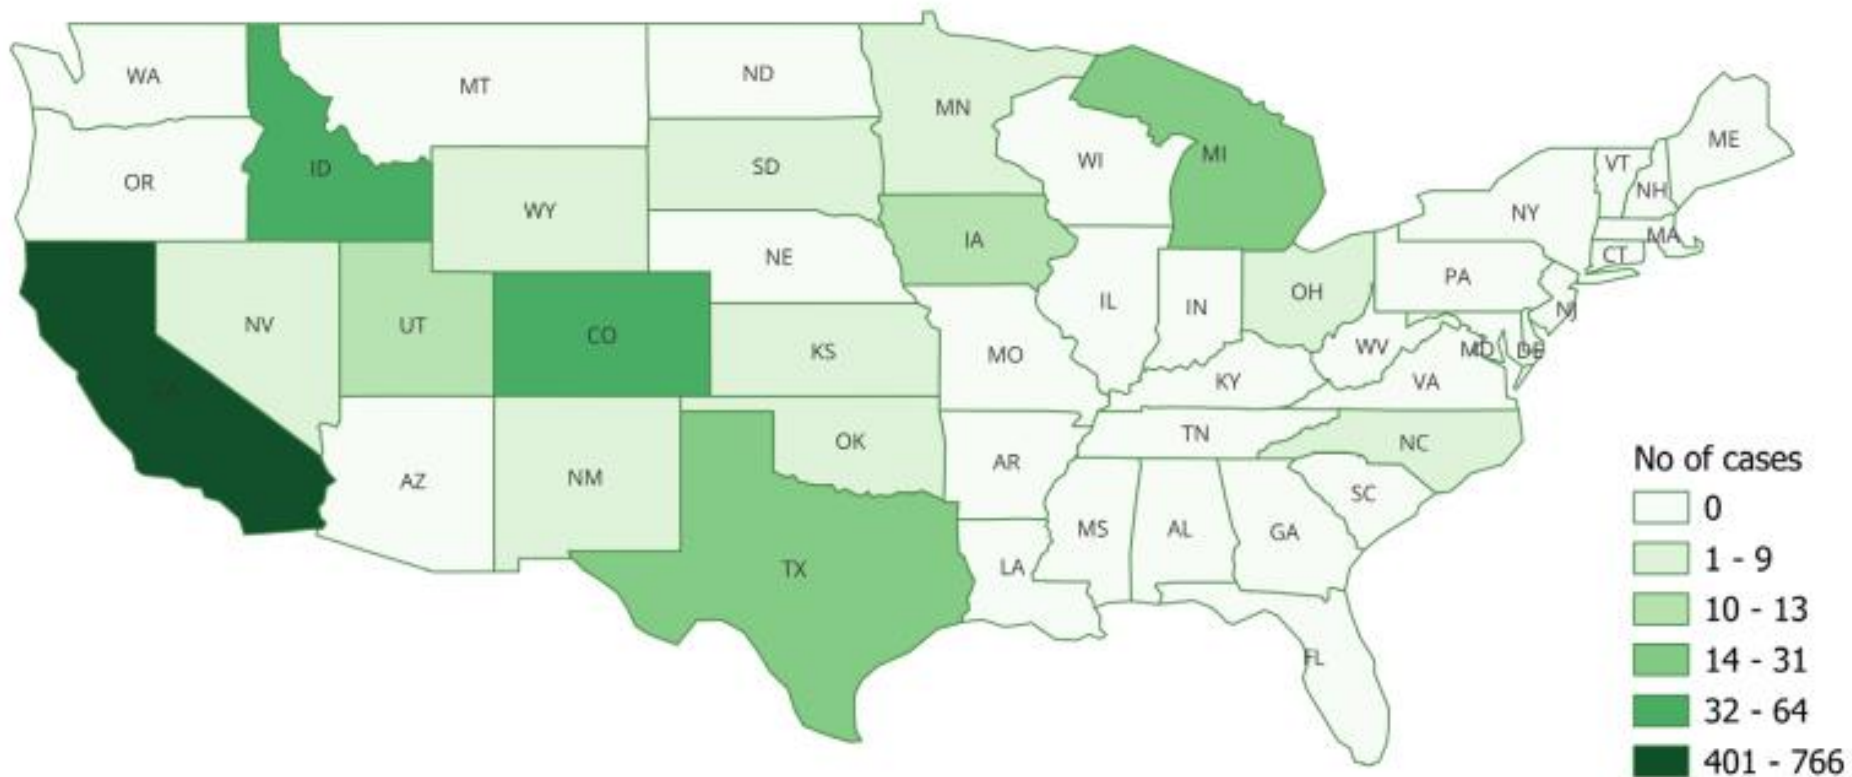 WA
MT
ND
MN
ME
OR
ID
SD
WI
MI
VT
NH
WY
NY
IA
MA
NE
CT
PA
NV
UT
CO
IL
IN
OH
NJ
KS
MO
WV
MD
DE
KY
VA
CA
AZ
NM
OK
AR
TN
NC
SC
MS
AL
GA
TX
LA
FL
No of cases
0
1 - 9
10 - 13
14 - 31
32 - 64
401 - 766